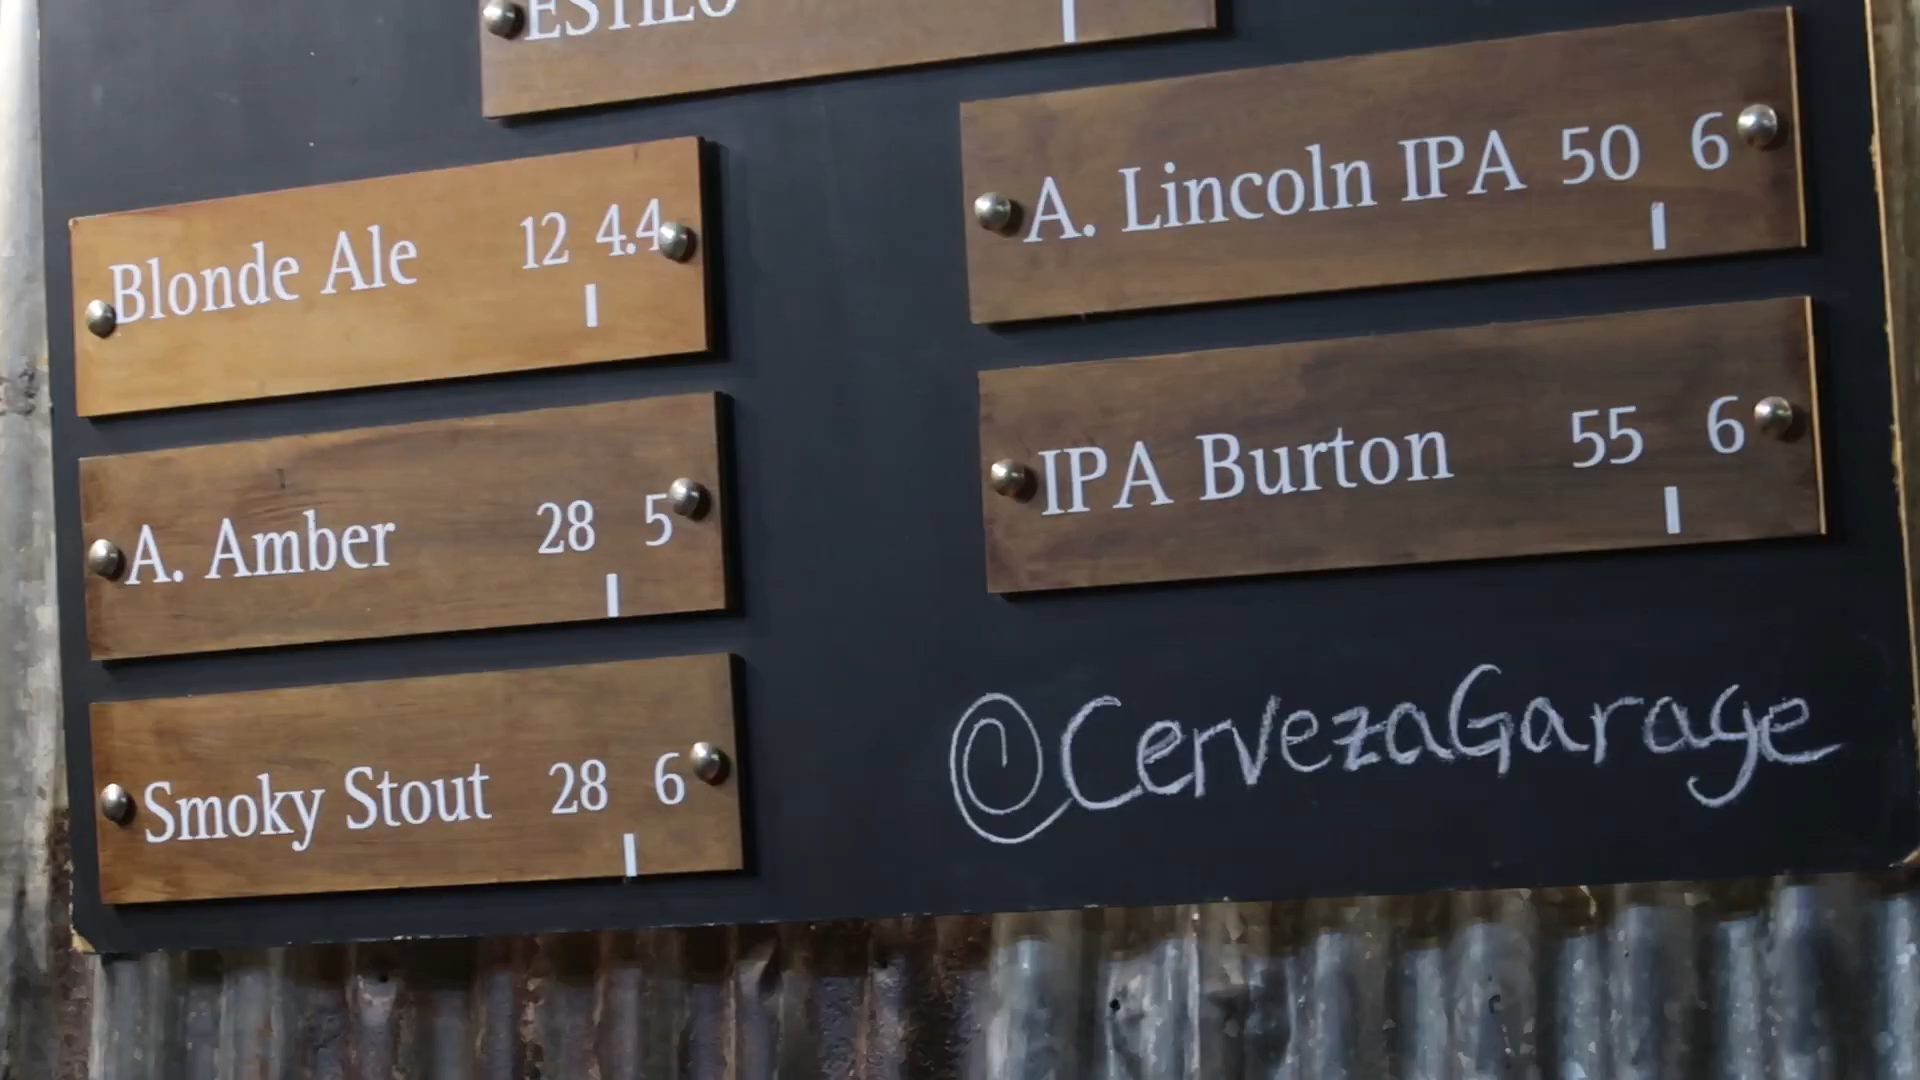 ESTILO
Blonde Ale 12 4.4
A. Amber 28 5
Smoky Stout 28 6
A. Lincoln IPA 50 6
IPA Burton 55 6
@CervezaGarage